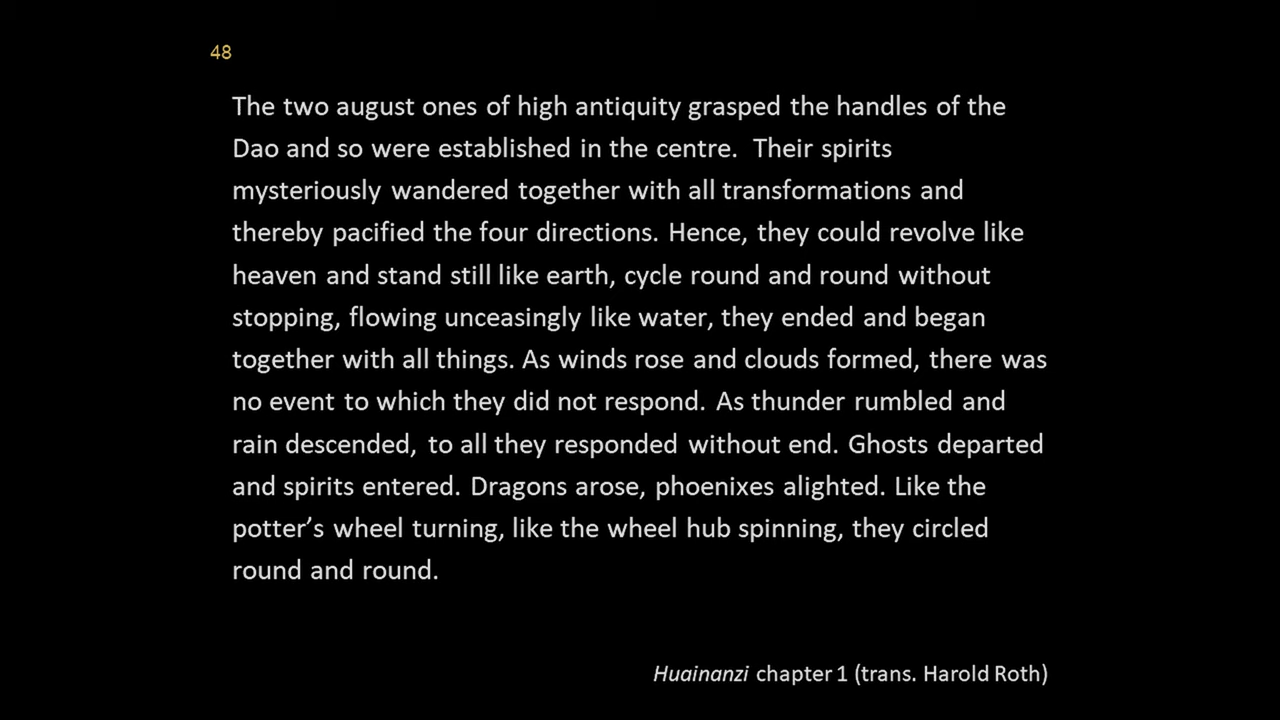 48
The two august ones of high antiquity grasped the handles of the
Dao and so were established in the centre.  Their spirits
mysteriously wandered together with all transformations and
thereby pacified the four directions. Hence, they could revolve like
heaven and stand still like earth, cycle round and round without
stopping, flowing unceasingly like water, they ended and began
together with all things. As winds rose and clouds formed, there was
no event to which they did not respond. As thunder rumbled and
rain descended, to all they responded without end. Ghosts departed
and spirits entered. Dragons arose, phoenixes alighted. Like the
potter’s wheel turning, like the wheel hub spinning, they circled
round and round.
Huainanzi chapter 1 (trans. Harold Roth)